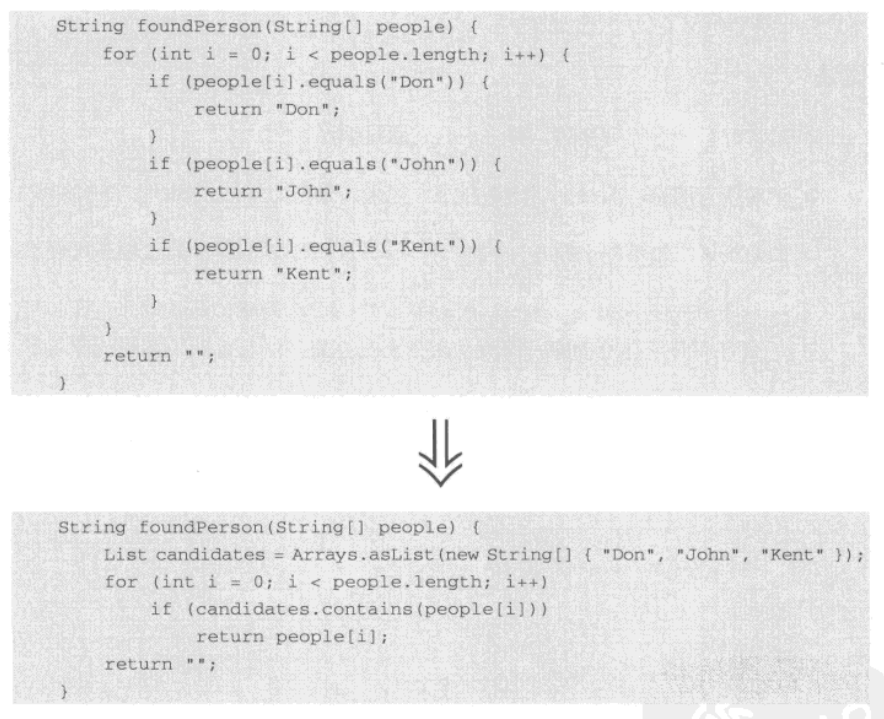 String foundPerson(String[] people) {
    for (int i = 0; i < people.length; i++) {
        if (people[i].equals("Don")) {
            return "Don";
        }
        if (people[i].equals("John")) {
            return "John";
        }
        if (people[i].equals("Kent")) {
            return "Kent";
        }
    }
    return "";
}
String foundPerson(String[] people) {
    List candidates = Arrays.asList(new String[] { "Don", "John", "Kent" });
    for (int i = 0; i < people.length; i++)
        if (candidates.contains(people[i]))
            return people[i];
    return "";
}